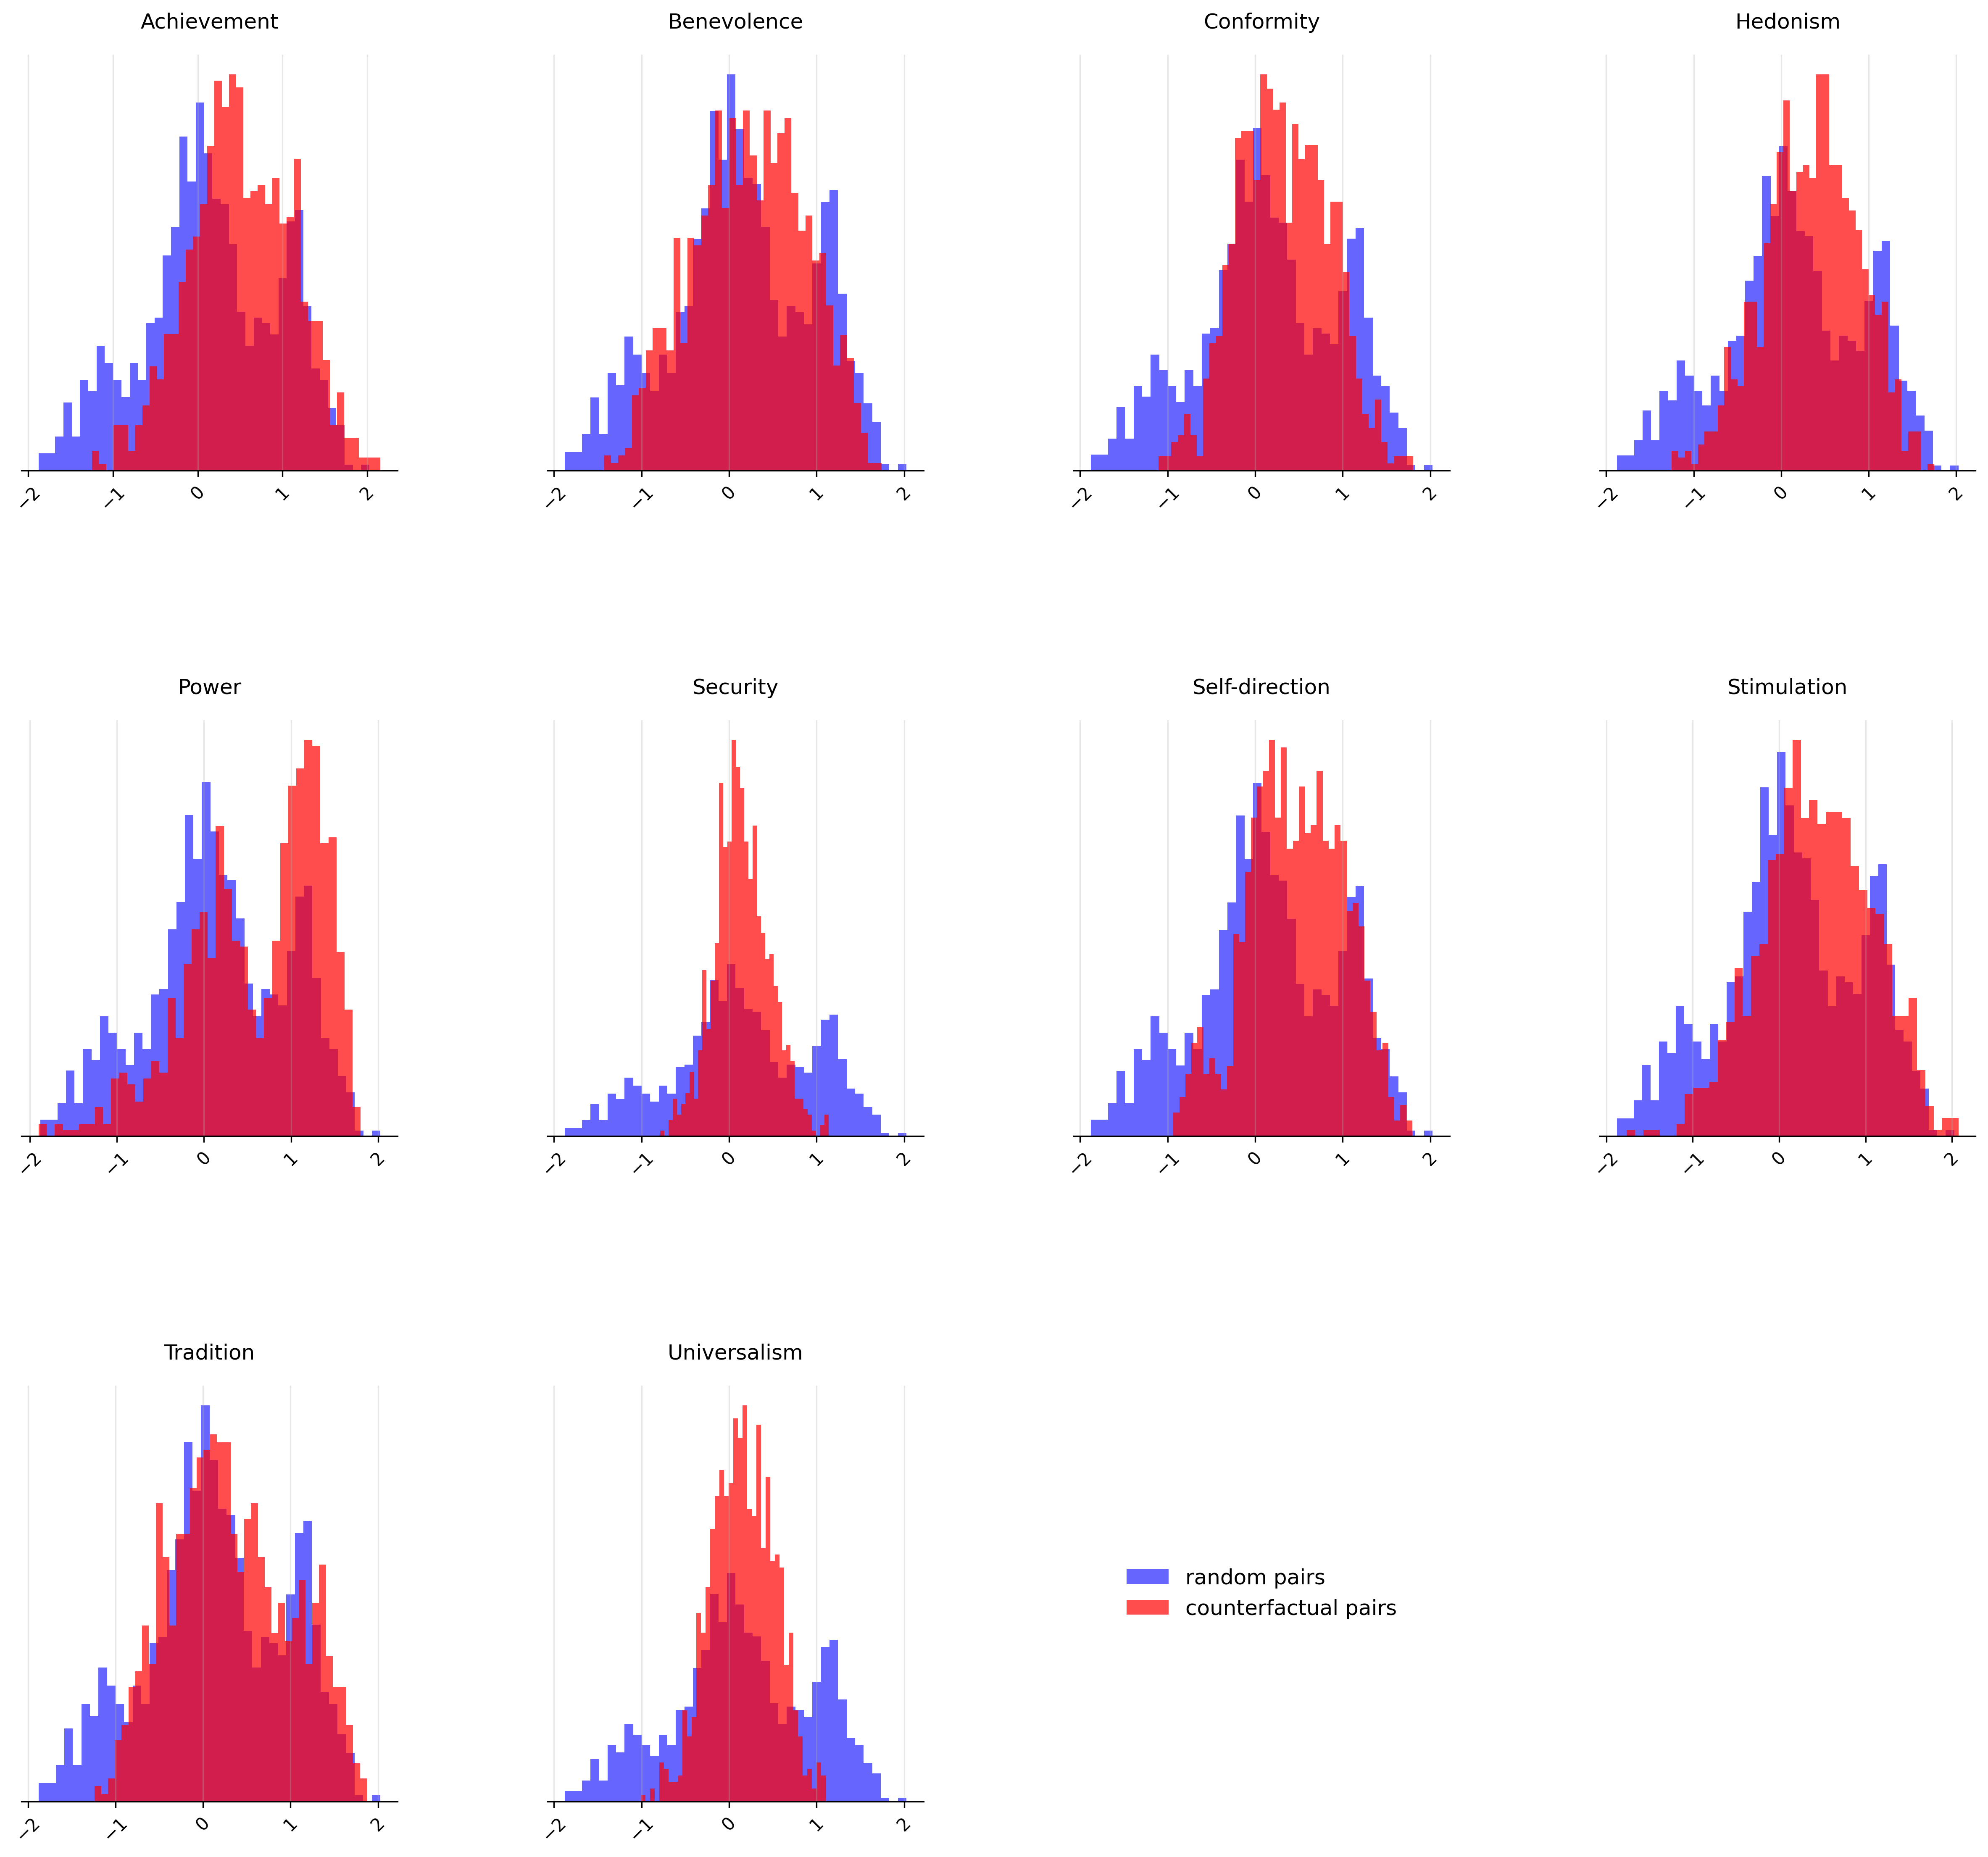 Achievement
Benevolence
Conformity
Hedonism
−2 −1 0 1 2
−2 −1 0 1 2
−2 −1 0 1 2
−2 −1 0 1 2
Power
Security
Self-direction
Stimulation
−2 −1 0 1 2
−2 −1 0 1 2
−2 −1 0 1 2
−2 −1 0 1 2
Tradition
Universalism
random pairs
counterfactual pairs
−2 −1 0 1 2
−2 −1 0 1 2